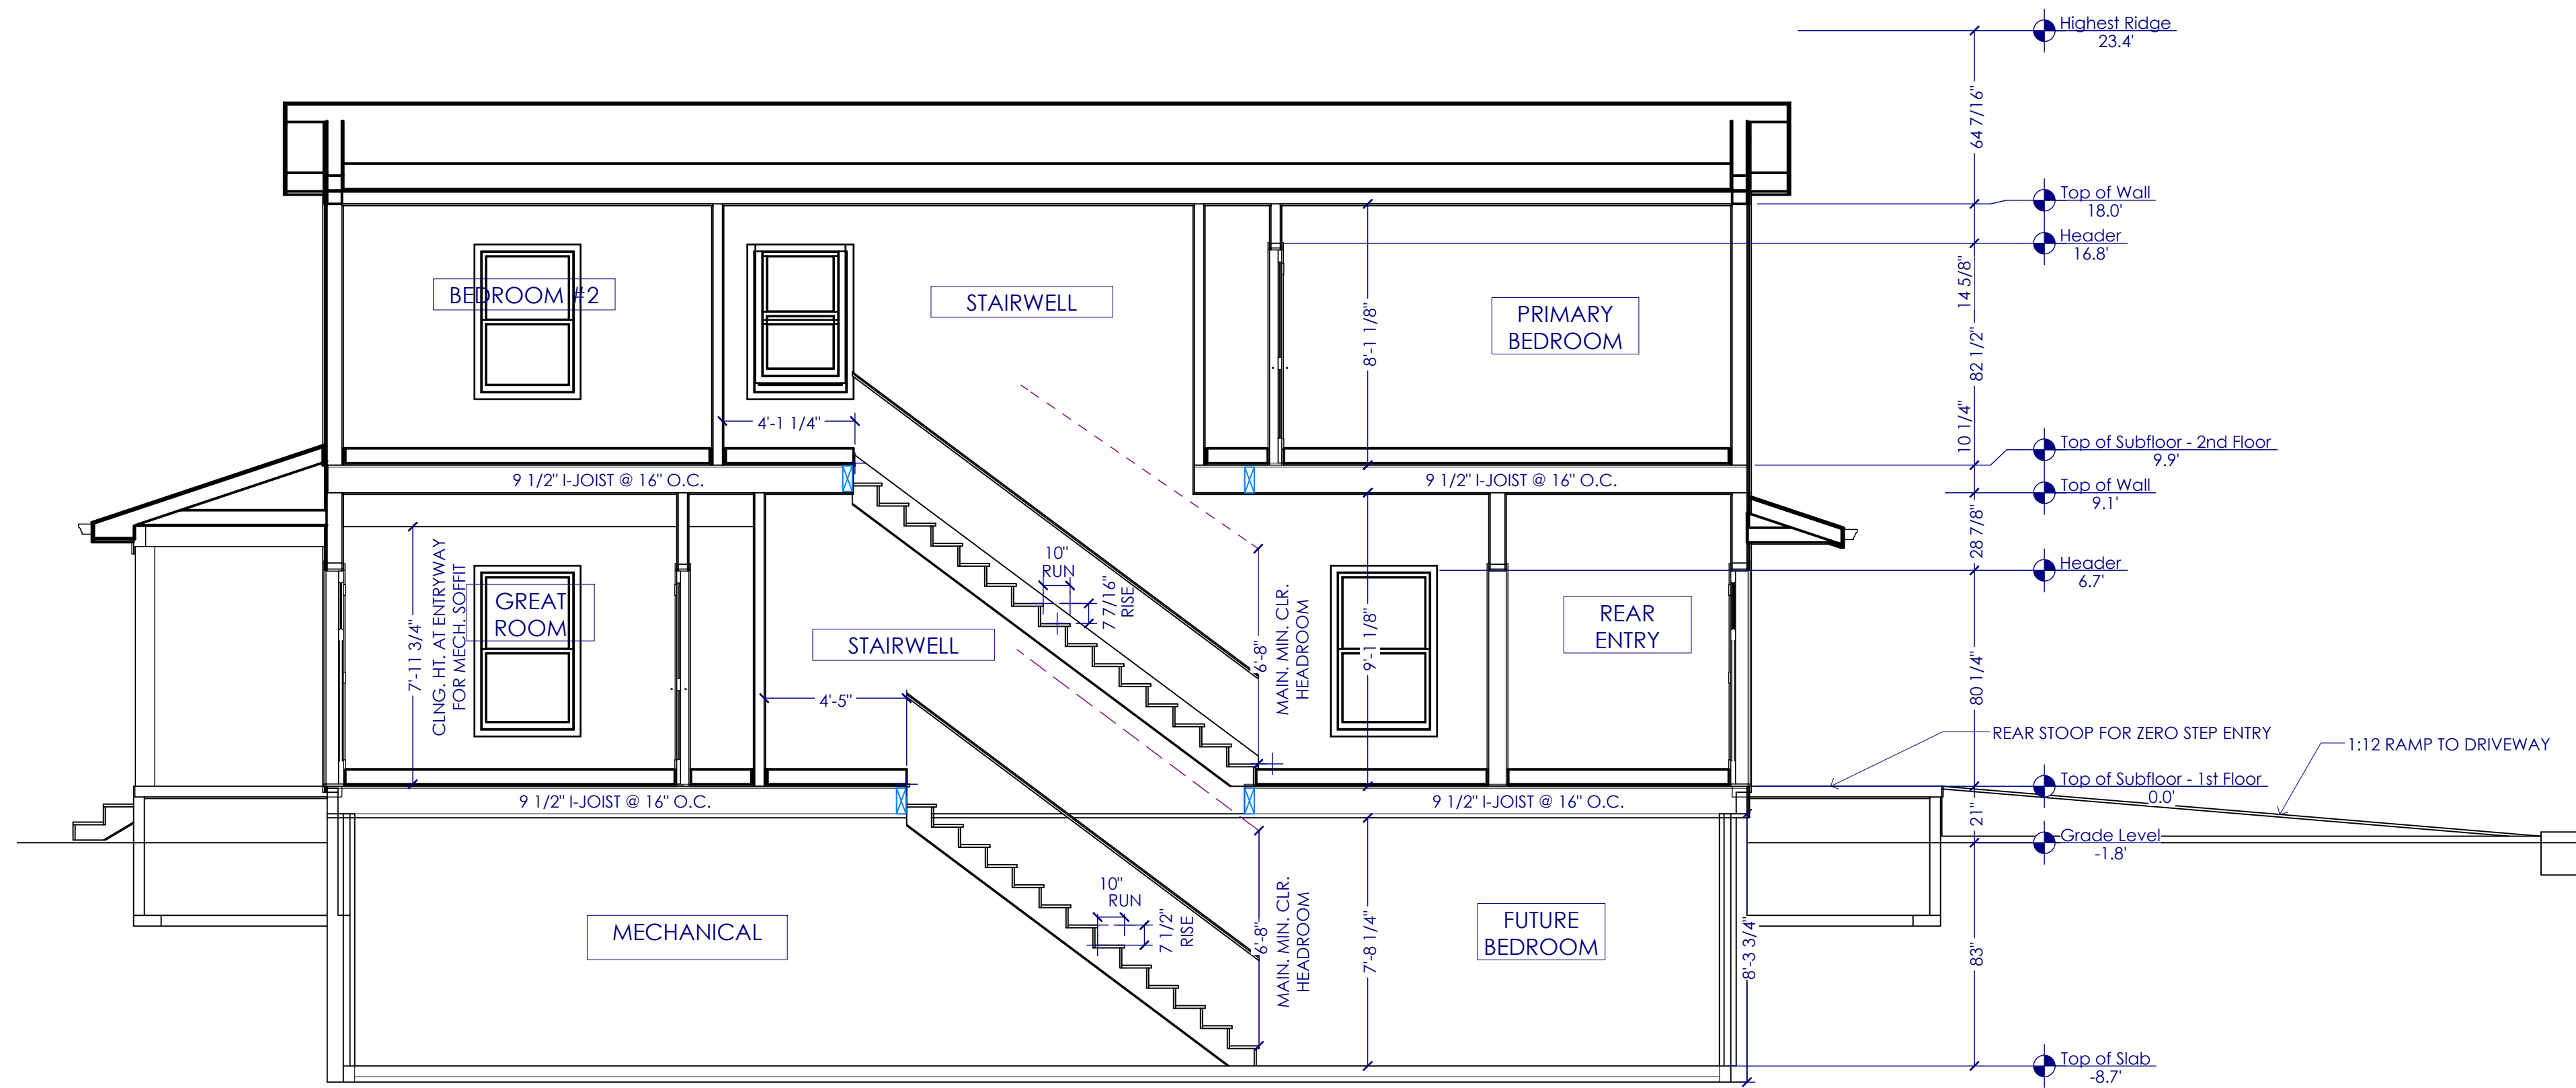 Highest Ridge
23.4'
64 7/16"
Top of Wall
18.0'
Header
16.8'
14 5/8"
BEDROOM #2
STAIRWELL
PRIMARY
BEDROOM
8'-1 1/8"
82 1/2"
4'-1 1/4"
10 1/4"
Top of Subfloor - 2nd Floor
9.9'
9 1/2" I-JOIST @ 16" O.C.
9 1/2" I-JOIST @ 16" O.C.
Top of Wall
9.1'
28 7/8"
Header
6.7'
7'-11 3/4"
CLNG. HT. AT ENTRYWAY
FOR MECH. SOFFIT
GREAT
ROOM
STAIRWELL
10"
RUN
7 7/16"
RISE
6'-8"
MAIN. MIN. CLR.
HEADROOM
9'-1 1/8"
REAR
ENTRY
80 1/4"
4'-5"
REAR STOOP FOR ZERO STEP ENTRY
1:12 RAMP TO DRIVEWAY
Top of Subfloor - 1st Floor
0.0'
9 1/2" I-JOIST @ 16" O.C.
9 1/2" I-JOIST @ 16" O.C.
21"
Grade Level
-1.8'
MECHANICAL
10"
RUN
7 1/2"
RISE
6'-8"
MAIN. MIN. CLR.
HEADROOM
7'-8 1/4"
FUTURE
BEDROOM
8'-3 3/4"
83"
Top of Slab
-8.7'